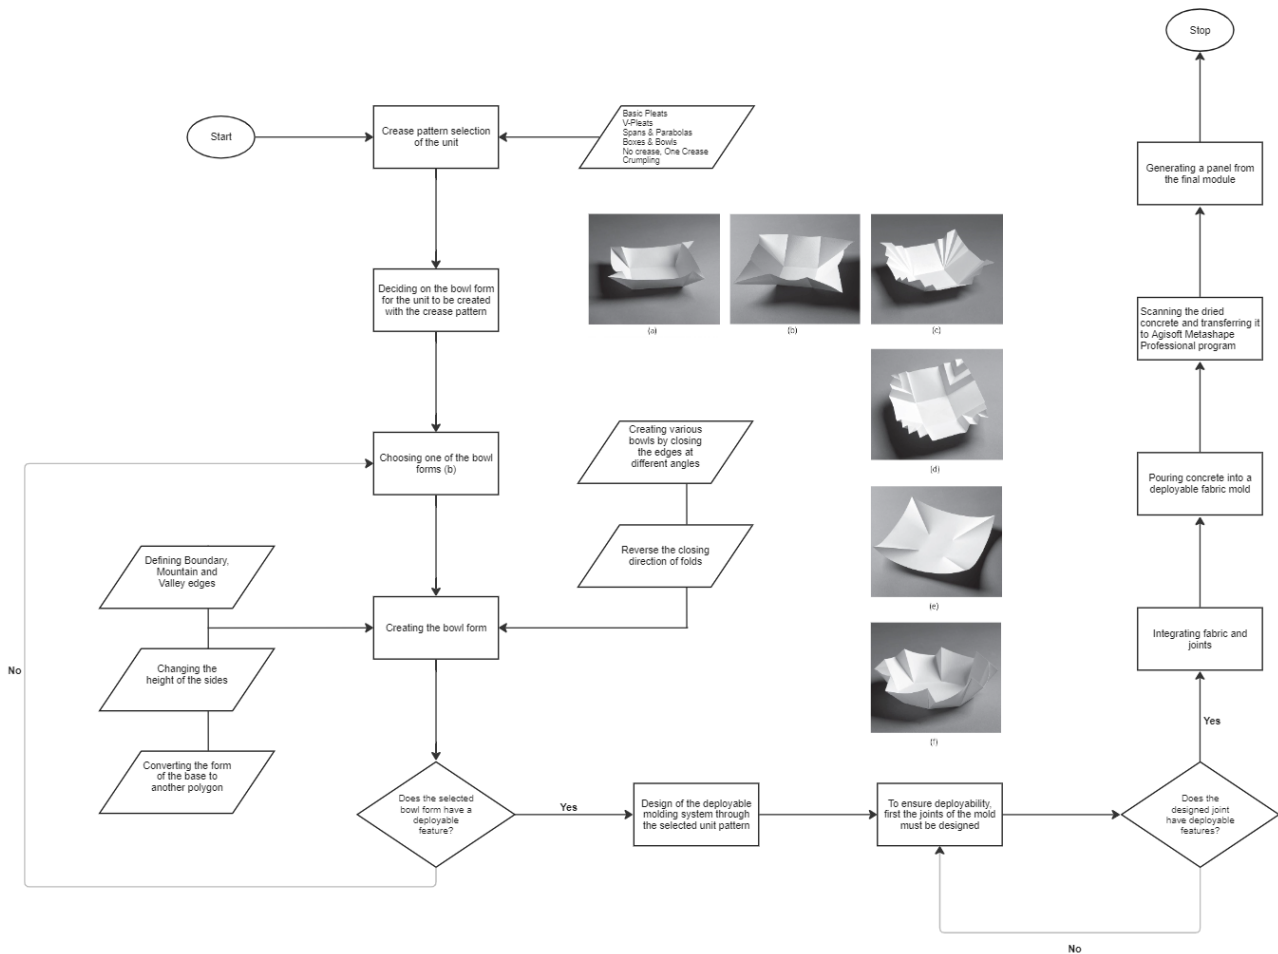 Stop
Start
Crease pattern selection
of the unit
Basic Pleats
V-Pleats
Spans & Parabolas
Boxes & Bowls
No crease, One Crease
Crumpling
Generating a panel from
the final module
Deciding on the bowl form
for the unit to be created
with the crease pattern
(a)
(b)
(c)
Scanning the dried
concrete and transferring it
to Agisoft Metashape
Professional program
Choosing one of the bowl
forms (b)
Creating various
bowls by closing
the edges at
different angles
(d)
Pouring concrete into a
deployable fabric mold
Defining Boundary,
Mountain and
Valley edges
Reverse the closing
direction of folds
(e)
Creating the bowl form
Integrating fabric and
joints
No
Changing the
height of the sides
(f)
Yes
Converting the form
of the base to
another polygon
Does the selected
bowl form have a
deployable
feature?
Yes
Design of the deployable
molding system through
the selected unit pattern
To ensure deployability,
first the joints of the mold
must be designed
Does the
designed joint
have deployable
features?
No